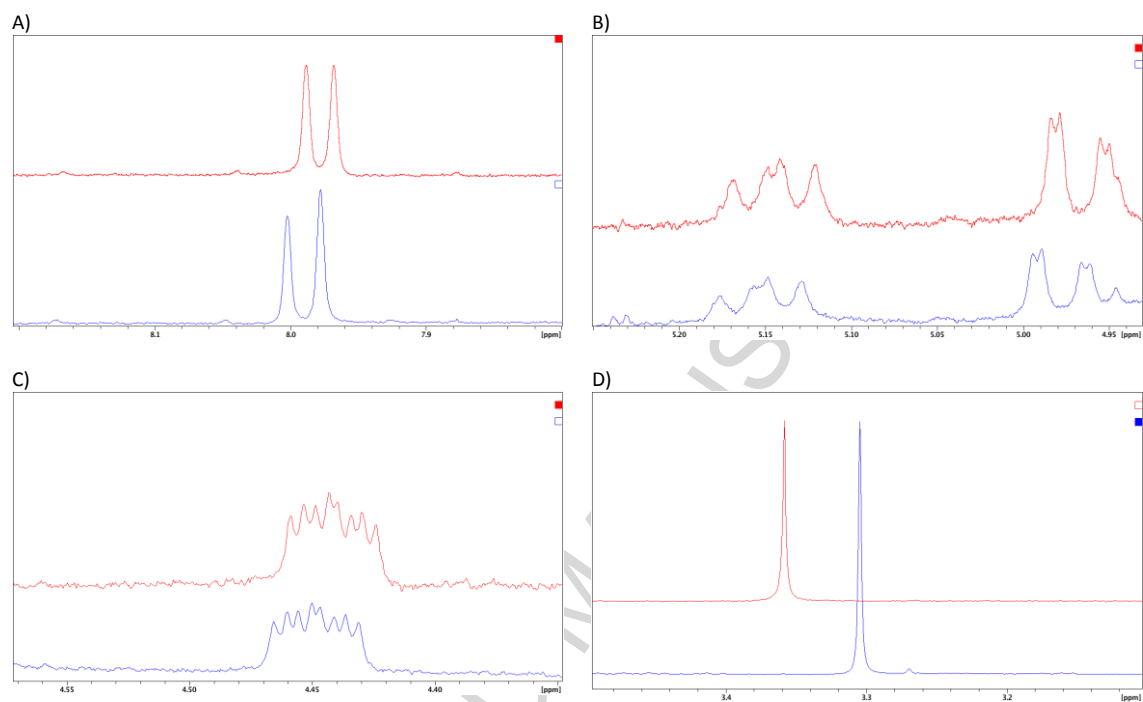 A)
B)
8.1 8.0 7.9 [ppm]
5.20 5.15 5.10 5.05 5.00 4.95 [ppm]
C)
D)
4.55 4.50 4.45 4.40 [ppm]
3.4 3.3 3.2 [ppm]